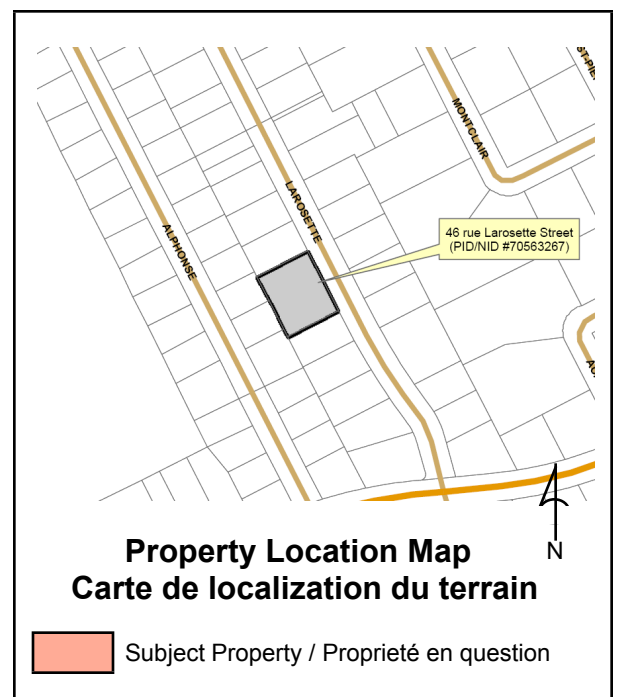 MONTCLAIR
LAROSETTE
ALPHONSE
46 rue Larosette Street
(PID/NID #70563267)
N
Property Location Map
Carte de localization du terrain
Subject Property / Proprieté en question